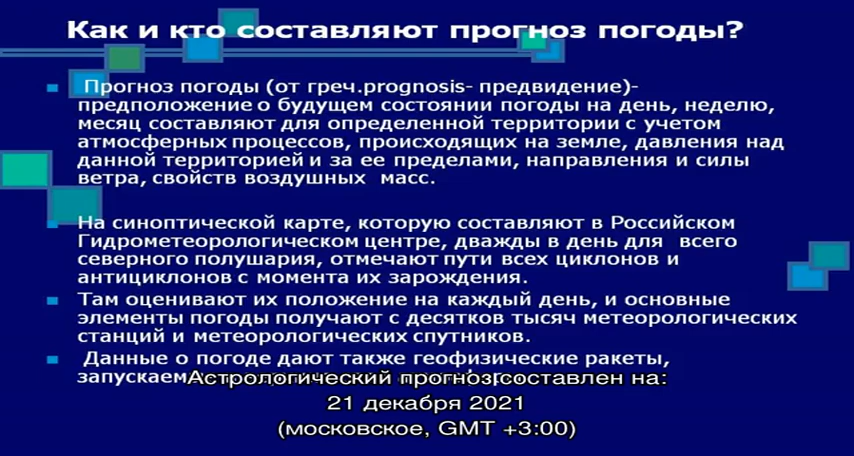 Как и кто составляют прогноз погоды?
Прогноз погоды (от греч.prognosis- предвидение)-
предположение о будущем состоянии погоды на день, неделю,
месяц составляют для определенной территории с учетом
атмосферных процессов, происходящих на земле, давления над
данной территорией и за ее пределами, направления и силы
ветра, свойств воздушных масс.
На синоптической карте, которую составляют в Российском
Гидрометеорологическом центре, дважды в день для всего
северного полушария, отмечают пути всех циклонов и
антициклонов с момента их зарождения.
Там оценивают их положение на каждый день, и основные
элементы погоды получают с десятков тысяч метеорологических
станций и метеорологических спутников.
Данные о погоде дают также геофизические ракеты,
Астрологический прогноз составлен на:
21 декабря 2021
(московское, GMT +3:00)